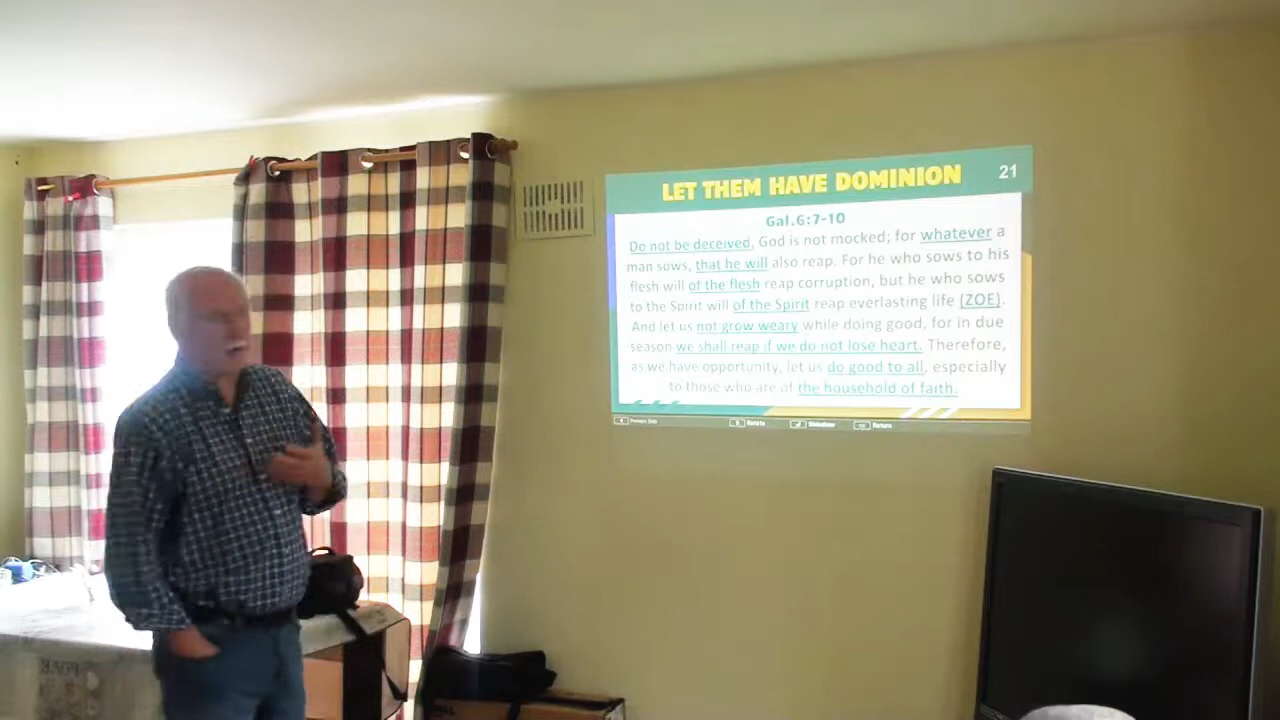 LET THEM HAVE DOMINION
21
Gal.6:7-10
Do not be deceived, God is not mocked; for whatever a
man sows, that he will also reap. For he who sows to his
flesh will of the flesh reap corruption, but he who sows
to the Spirit will of the Spirit reap everlasting life (ZOE).
And let us not grow weary while doing good, for in due
season we shall reap if we do not lose heart. Therefore,
as we have opportunity, let us do good to all, especially
to those who are of the household of faith.
Rotate
Slideshow
Return